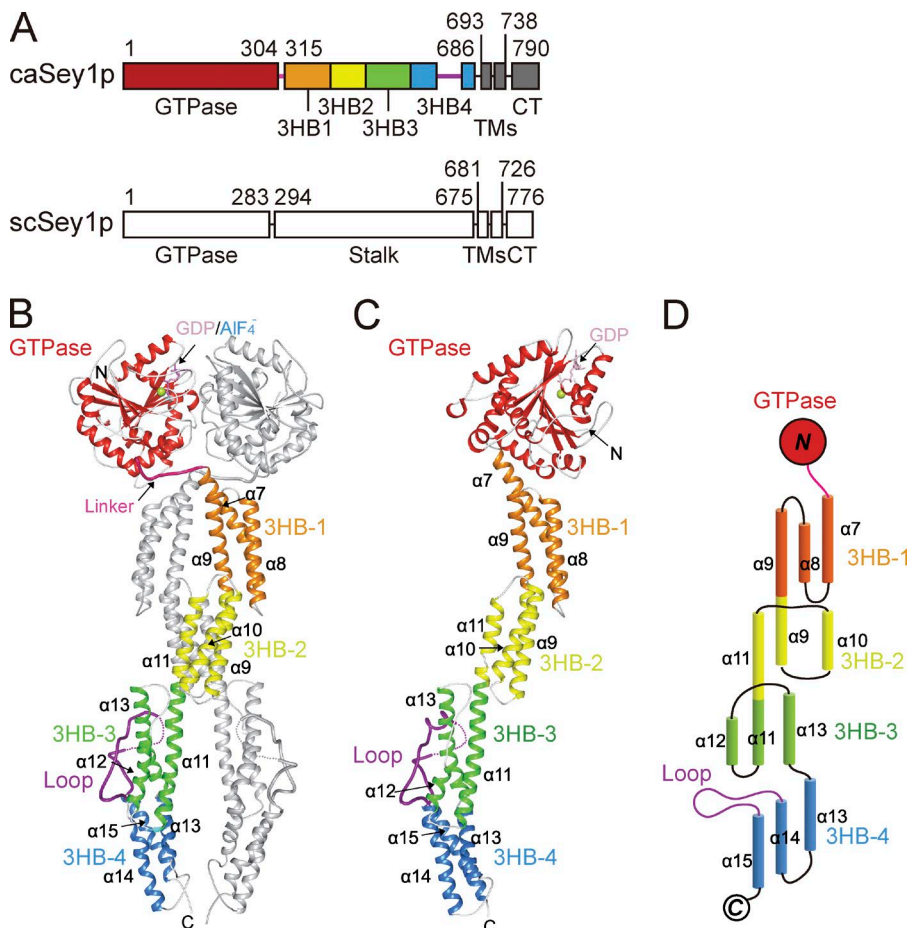 A
693 738
1 304 315 686 790
caSey1p
GTPase 3HB2 3HB4 CT
3HB1 3HB3 TMs
681 726
1 283 294 675 776
scSey1p
GTPase Stalk TMsCT
B
GDP/AlF4-
GTPase
N
Linker
α7
3HB-1
α9
α8
α10
3HB-2
α11
α9
α13
3HB-3
Loop
α11
α12
α15
α13
3HB-4
α14
C
C
GDP
GTPase
N
α7
3HB-1
α9
α8
α11
α10
α9
3HB-2
α13
3HB-3
Loop
α11
α12
α15
α13
3HB-4
α14
C
D
GTPase
N
α7
α9
α8
3HB-1
α9
α10
α11
3HB-2
α12
α11
α13
3HB-3
Loop
α13
α14
3HB-4
α15
C